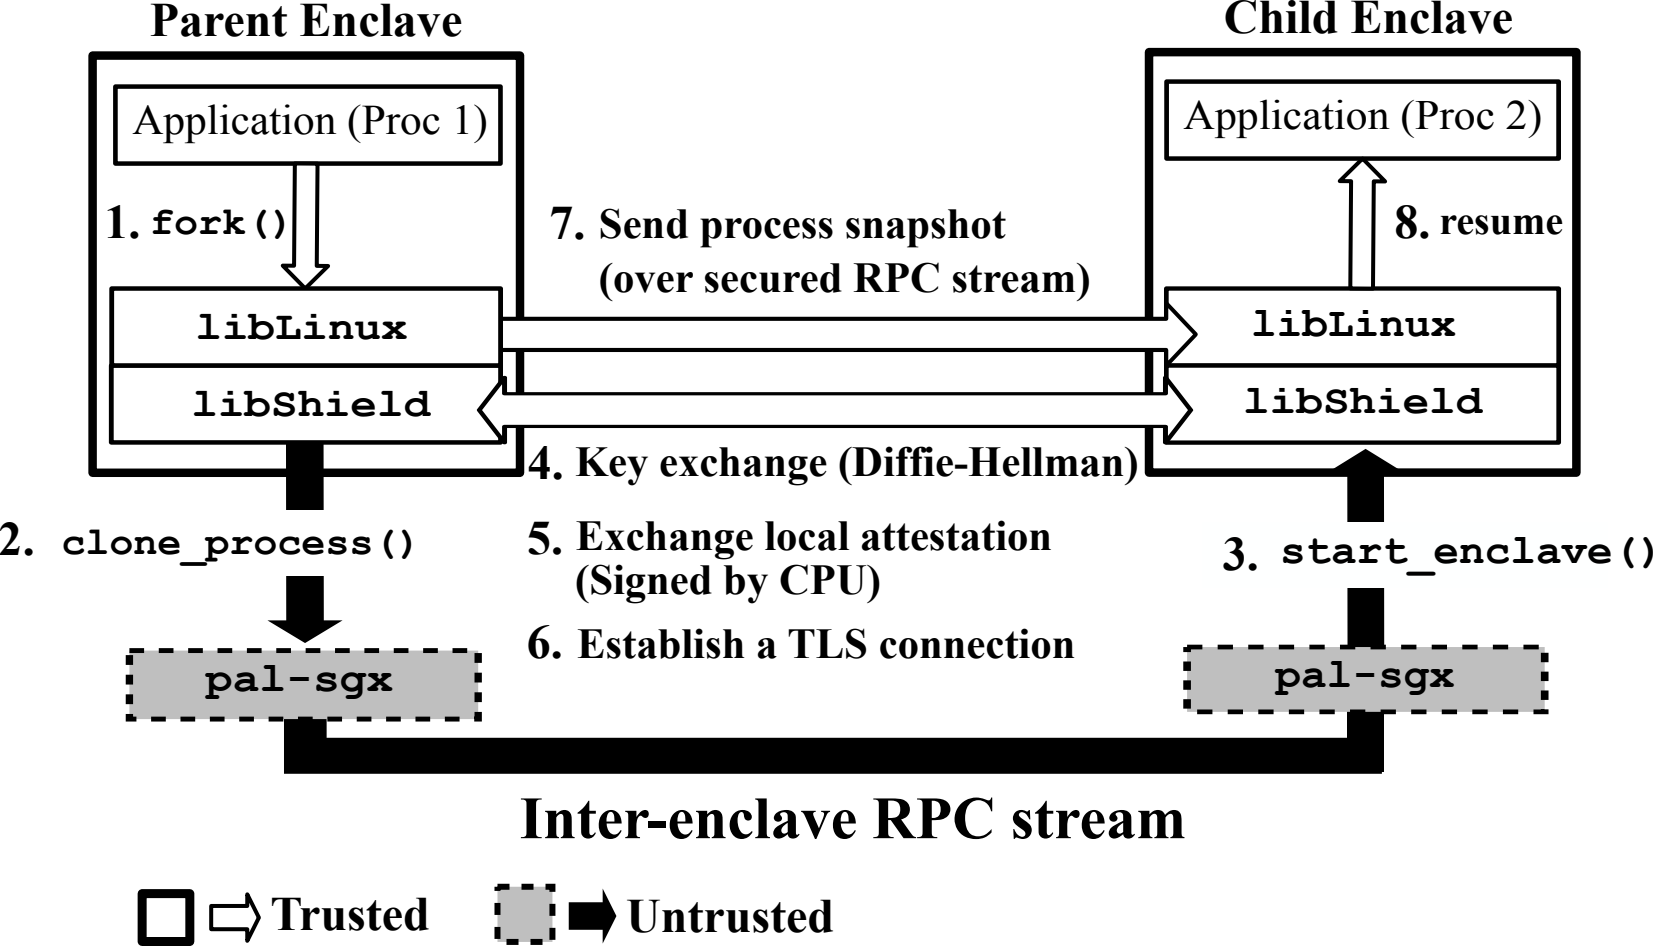 Parent Enclave
Child Enclave
Application (Proc 1)
Application (Proc 2)
1. fork()
7. Send process snapshot
(over secured RPC stream)
8. resume
libLinux
libLinux
libShield
libShield
4. Key exchange (Diffie-Hellman)
2. clone_process()
5. Exchange local attestation
(Signed by CPU)
3. start_enclave()
6. Establish a TLS connection
pal-sgx
pal-sgx
Inter-enclave RPC stream
Trusted
Untrusted